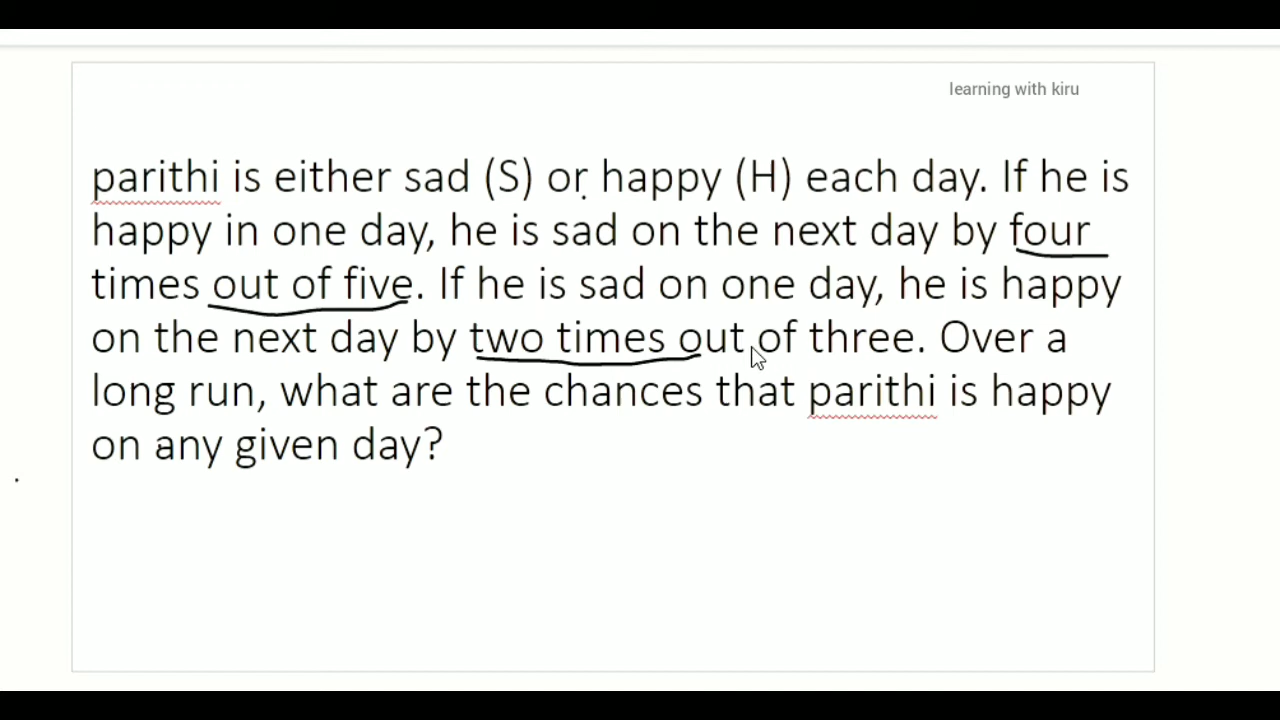 learning with kiru
parithi is either sad (S) or happy (H) each day. If he is
happy in one day, he is sad on the next day by four
times out of five. If he is sad on one day, he is happy
on the next day by two times out of three. Over a
long run, what are the chances that parithi is happy
on any given day?